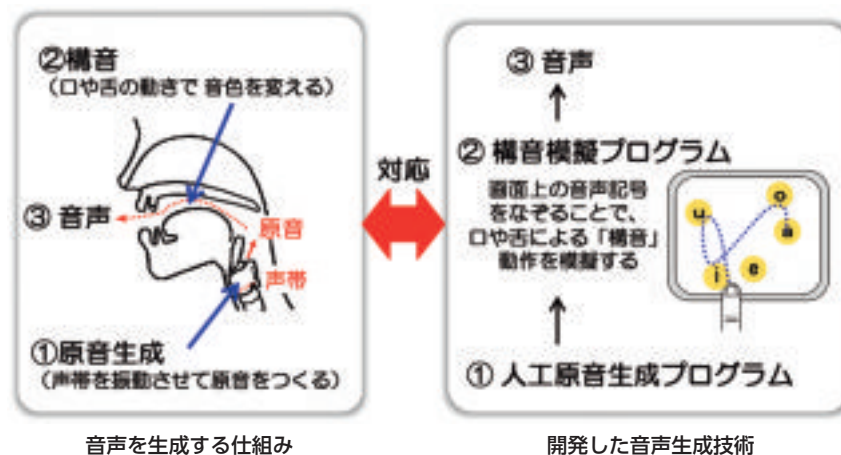 ②構音
（口や舌の動きで 音色を変える）
③ 音声
原音
声帯
①原音生成
（声帯を振動させて原音をつくる）
音声を生成する仕組み
対応
③ 音声
② 構音模擬プログラム
画面上の音声記号
をなぞることで、
口や舌による「構音」
動作を模擬する
u
o
a
i
e
① 人工原音生成プログラム
開発した音声生成技術